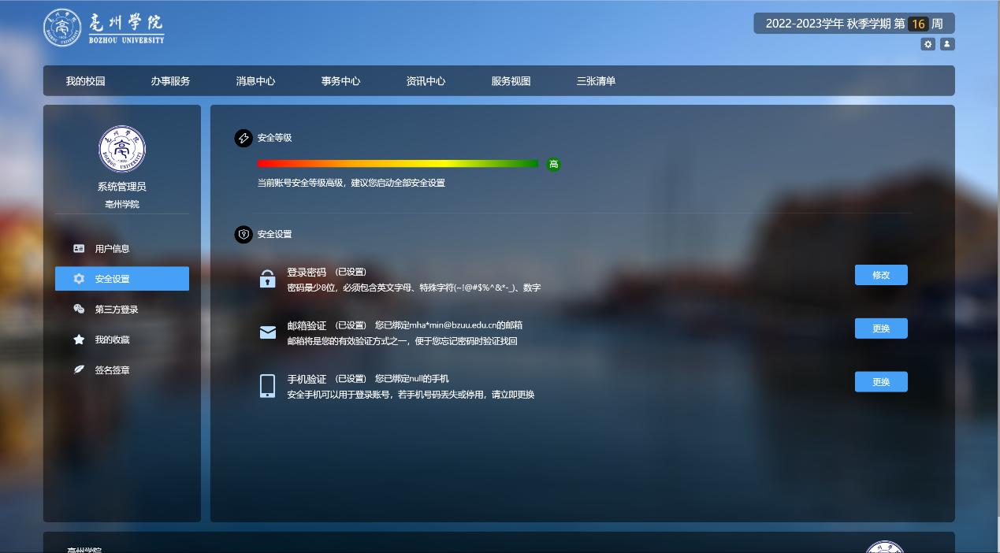 亳州学院
BOZHOU UNIVERSITY
2022-2023学年 秋季学期 第 16 周
我的校园 办事服务 消息中心 事务中心 资讯中心 服务视图 三张清单
系统管理员
亳州学院
用户信息
安全设置
第三方登录
我的收藏
签名签章
安全等级
高
当前账号安全等级高级，建议您启动全部安全设置
安全设置
登录密码 (已设置)
密码最少8位，必须包含英文字母、特殊字符(~!@#$%^&*-_)、数字
修改
邮箱验证 (已设置) 您已绑定mha*min@bzuu.edu.cn的邮箱
邮箱将是您的有效验证方式之一，便于您忘记密码时验证找回
更换
手机验证 (已设置) 您已绑定null的手机
安全手机可以用于登录账号，若手机号码丢失或停用，请立即更换
更换
亳州学院